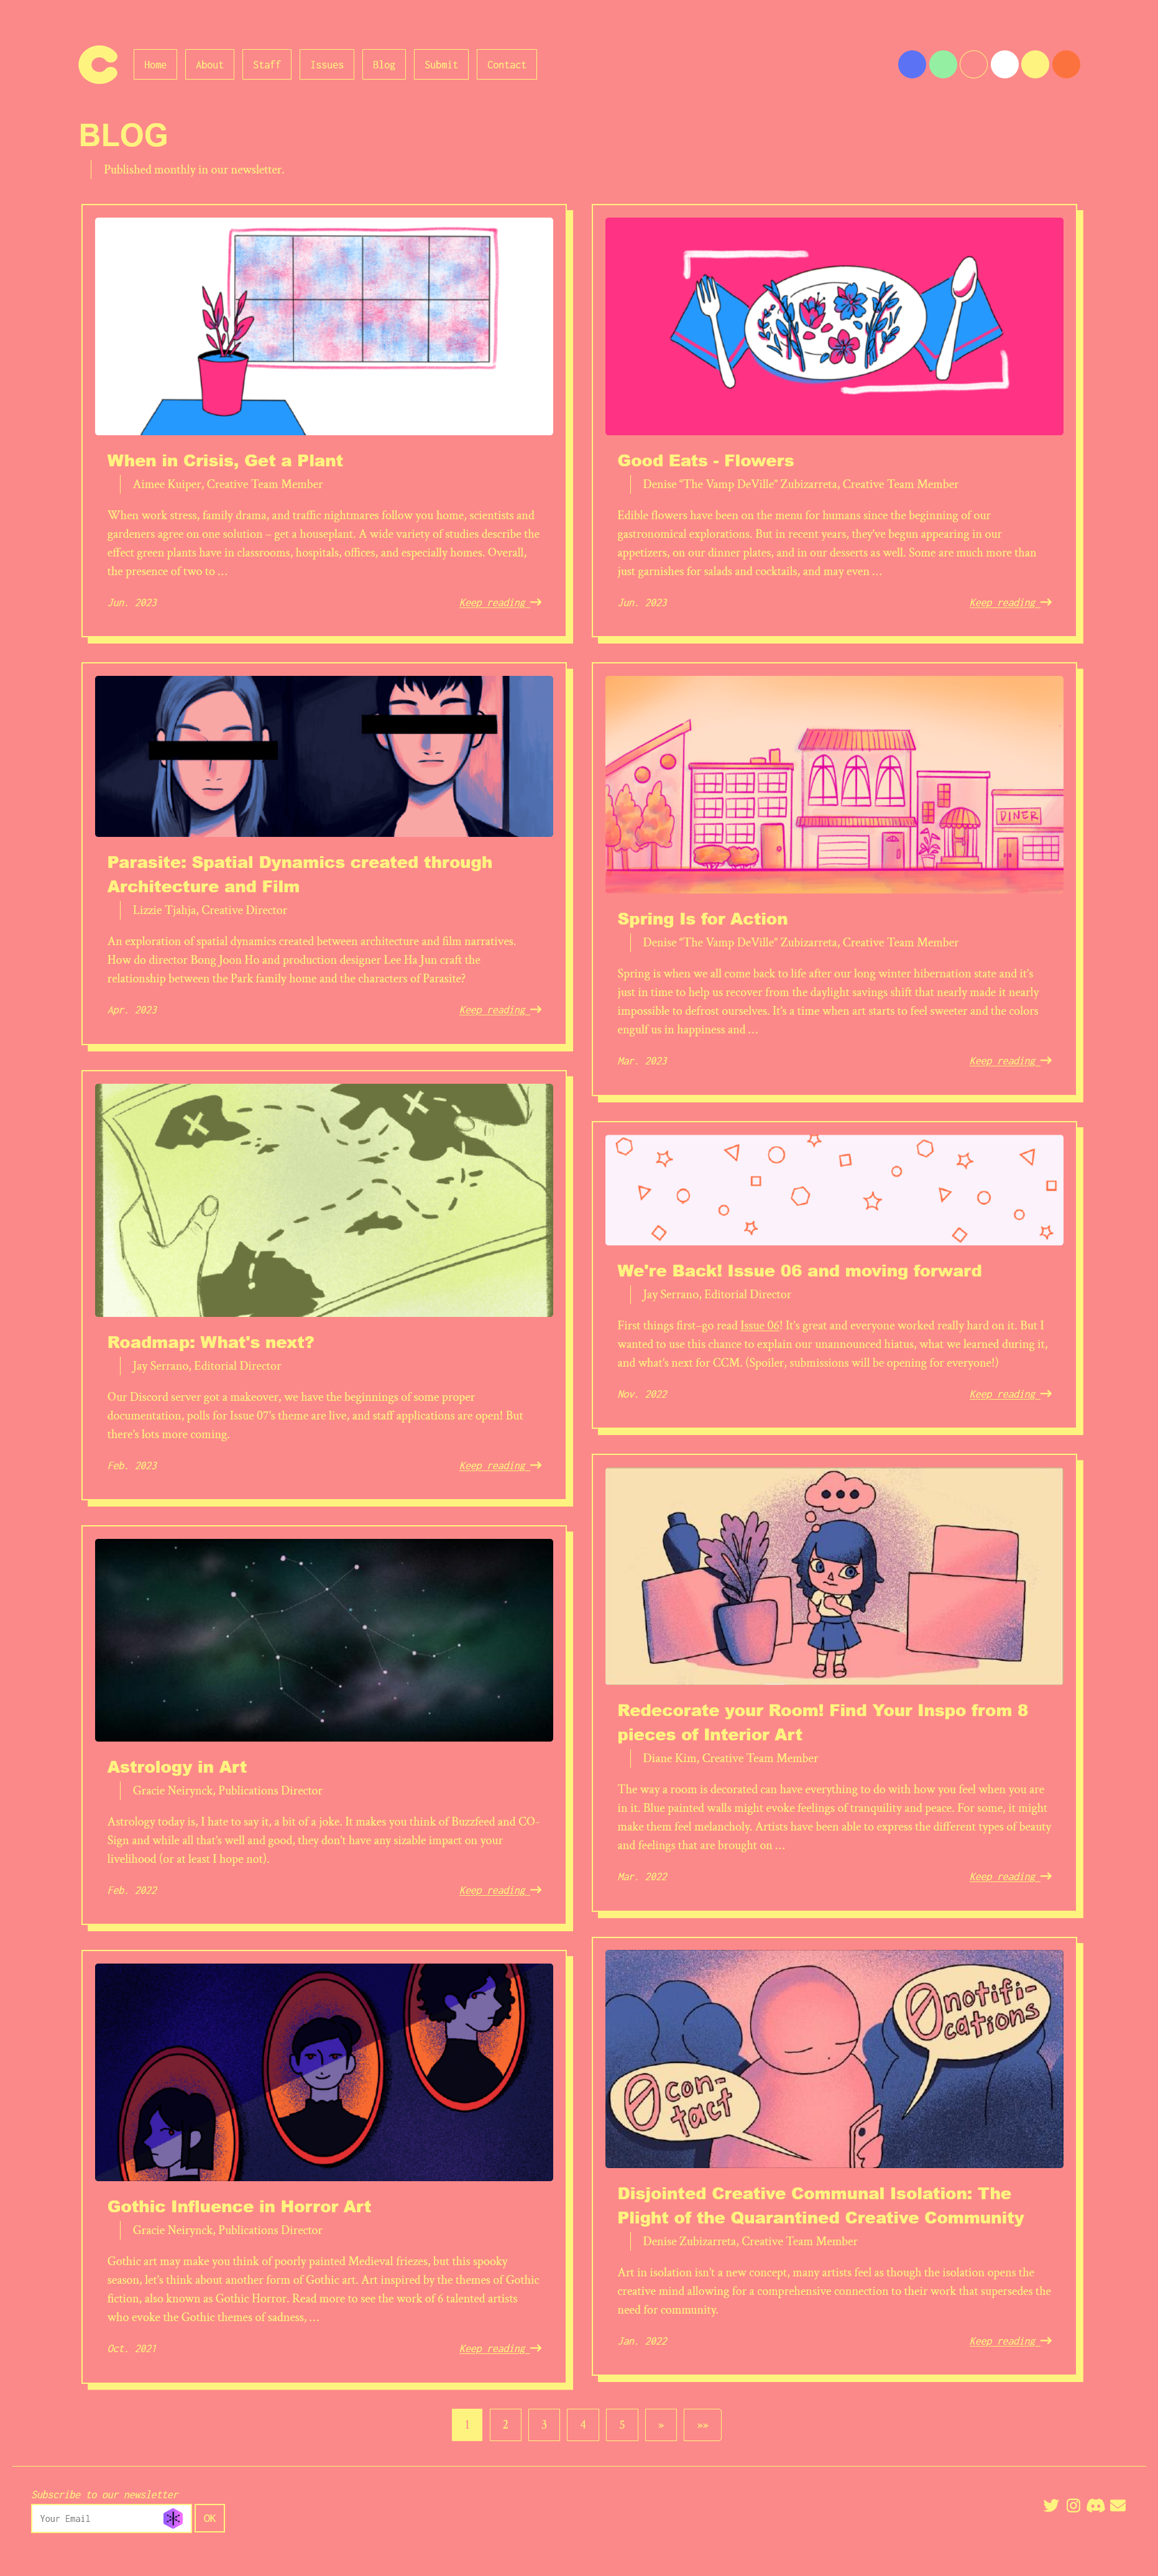 C
Home
About
Staff
Issues
Blog
Submit
Contact
BLOG
Published monthly in our newsletter.
When in Crisis, Get a Plant
Aimee Kuiper, Creative Team Member
When work stress, family drama, and traffic nightmares follow you home, scientists and
gardeners agree on one solution – get a houseplant. A wide variety of studies describe the
effect green plants have in classrooms, hospitals, offices, and especially homes. Overall,
the presence of two to …
Jun. 2023
Keep reading →
Good Eats - Flowers
Denise “The Vamp DeVille” Zubizarreta, Creative Team Member
Edible flowers have been on the menu for humans since the beginning of our
gastronomical explorations. But in recent years, they’ve begun appearing in our
appetizers, on our dinner plates, and in our desserts as well. Some are much more than
just garnishes for salads and cocktails, and may even …
Jun. 2023
Keep reading →
Parasite: Spatial Dynamics created through
Architecture and Film
Lizzie Tjahja, Creative Director
An exploration of spatial dynamics created between architecture and film narratives.
How do director Bong Joon Ho and production designer Lee Ha Jun craft the
relationship between the Park family home and the characters of Parasite?
Apr. 2023
Keep reading →
DINER
Spring Is for Action
Denise “The Vamp DeVille” Zubizarreta, Creative Team Member
Spring is when we all come back to life after our long winter hibernation state and it’s
just in time to help us recover from the daylight savings shift that nearly made it nearly
impossible to defrost ourselves. It’s a time when art starts to feel sweeter and the colors
engulf us in happiness and …
Mar. 2023
Keep reading →
Roadmap: What's next?
Jay Serrano, Editorial Director
Our Discord server got a makeover, we have the beginnings of some proper
documentation, polls for Issue 07’s theme are live, and staff applications are open! But
there’s lots more coming.
Feb. 2023
Keep reading →
We're Back! Issue 06 and moving forward
Jay Serrano, Editorial Director
First things first–go read Issue 06! It’s great and everyone worked really hard on it. But I
wanted to use this chance to explain our unannounced hiatus, what we learned during it,
and what’s next for CCM. (Spoiler, submissions will be opening for everyone!)
Nov. 2022
Keep reading →
Astrology in Art
Gracie Neirynck, Publications Director
Astrology today is, I hate to say it, a bit of a joke. It makes you think of Buzzfeed and CO-
Sign and while all that’s well and good, they don’t have any sizable impact on your
livelihood (or at least I hope not).
Feb. 2022
Keep reading →
Redecorate your Room! Find Your Inspo from 8
pieces of Interior Art
Diane Kim, Creative Team Member
The way a room is decorated can have everything to do with how you feel when you are
in it. Blue painted walls might evoke feelings of tranquility and peace. For some, it might
make them feel melancholy. Artists have been able to express the different types of beauty
and feelings that are brought on …
Mar. 2022
Keep reading →
Gothic Influence in Horror Art
Gracie Neirynck, Publications Director
Gothic art may make you think of poorly painted Medieval friezes, but this spooky
season, let’s think about another form of Gothic art. Art inspired by the themes of Gothic
fiction, also known as Gothic Horror. Read more to see the work of 6 talented artists
who evoke the Gothic themes of sadness, …
Oct. 2021
Keep reading →
0 notifi-
cations
0 con-
tact
Disjointed Creative Communal Isolation: The
Plight of the Quarantined Creative Community
Denise Zubizarreta, Creative Team Member
Art in isolation isn’t a new concept, many artists feel as though the isolation opens the
creative mind allowing for a comprehensive connection to their work that supersedes the
need for community.
Jan. 2022
Keep reading →
1
2
3
4
5
»
»»
Subscribe to our newsletter
Your Email
OK